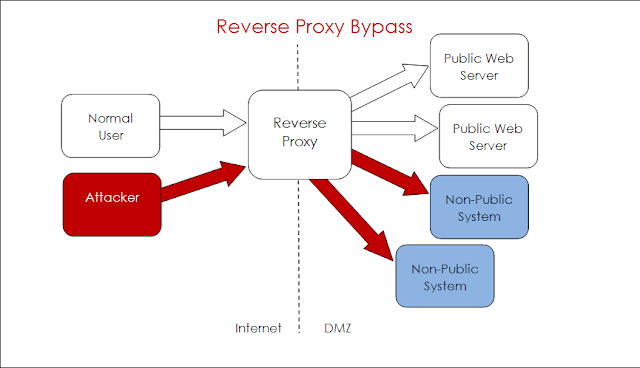 Reverse Proxy Bypass
Public Web
Server
Normal
User
Reverse
Proxy
Public Web
Server
Attacker
Non-Public
System
Non-Public
System
Internet
DMZ